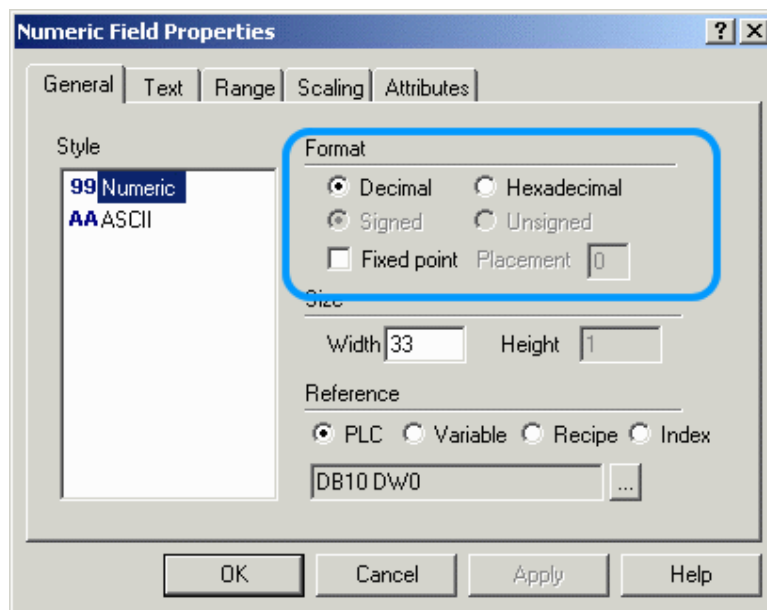 Numeric Field Properties
General Text Range Scaling Attributes
Style
99 Numeric
AA ASCII
Format
Decimal Hexadecimal
Signed Unsigned
Fixed point Placement 0
Size
Width 33 Height 1
Reference
PLC Variable Recipe Index
DB10 DW0 ...
OK Cancel Apply Help